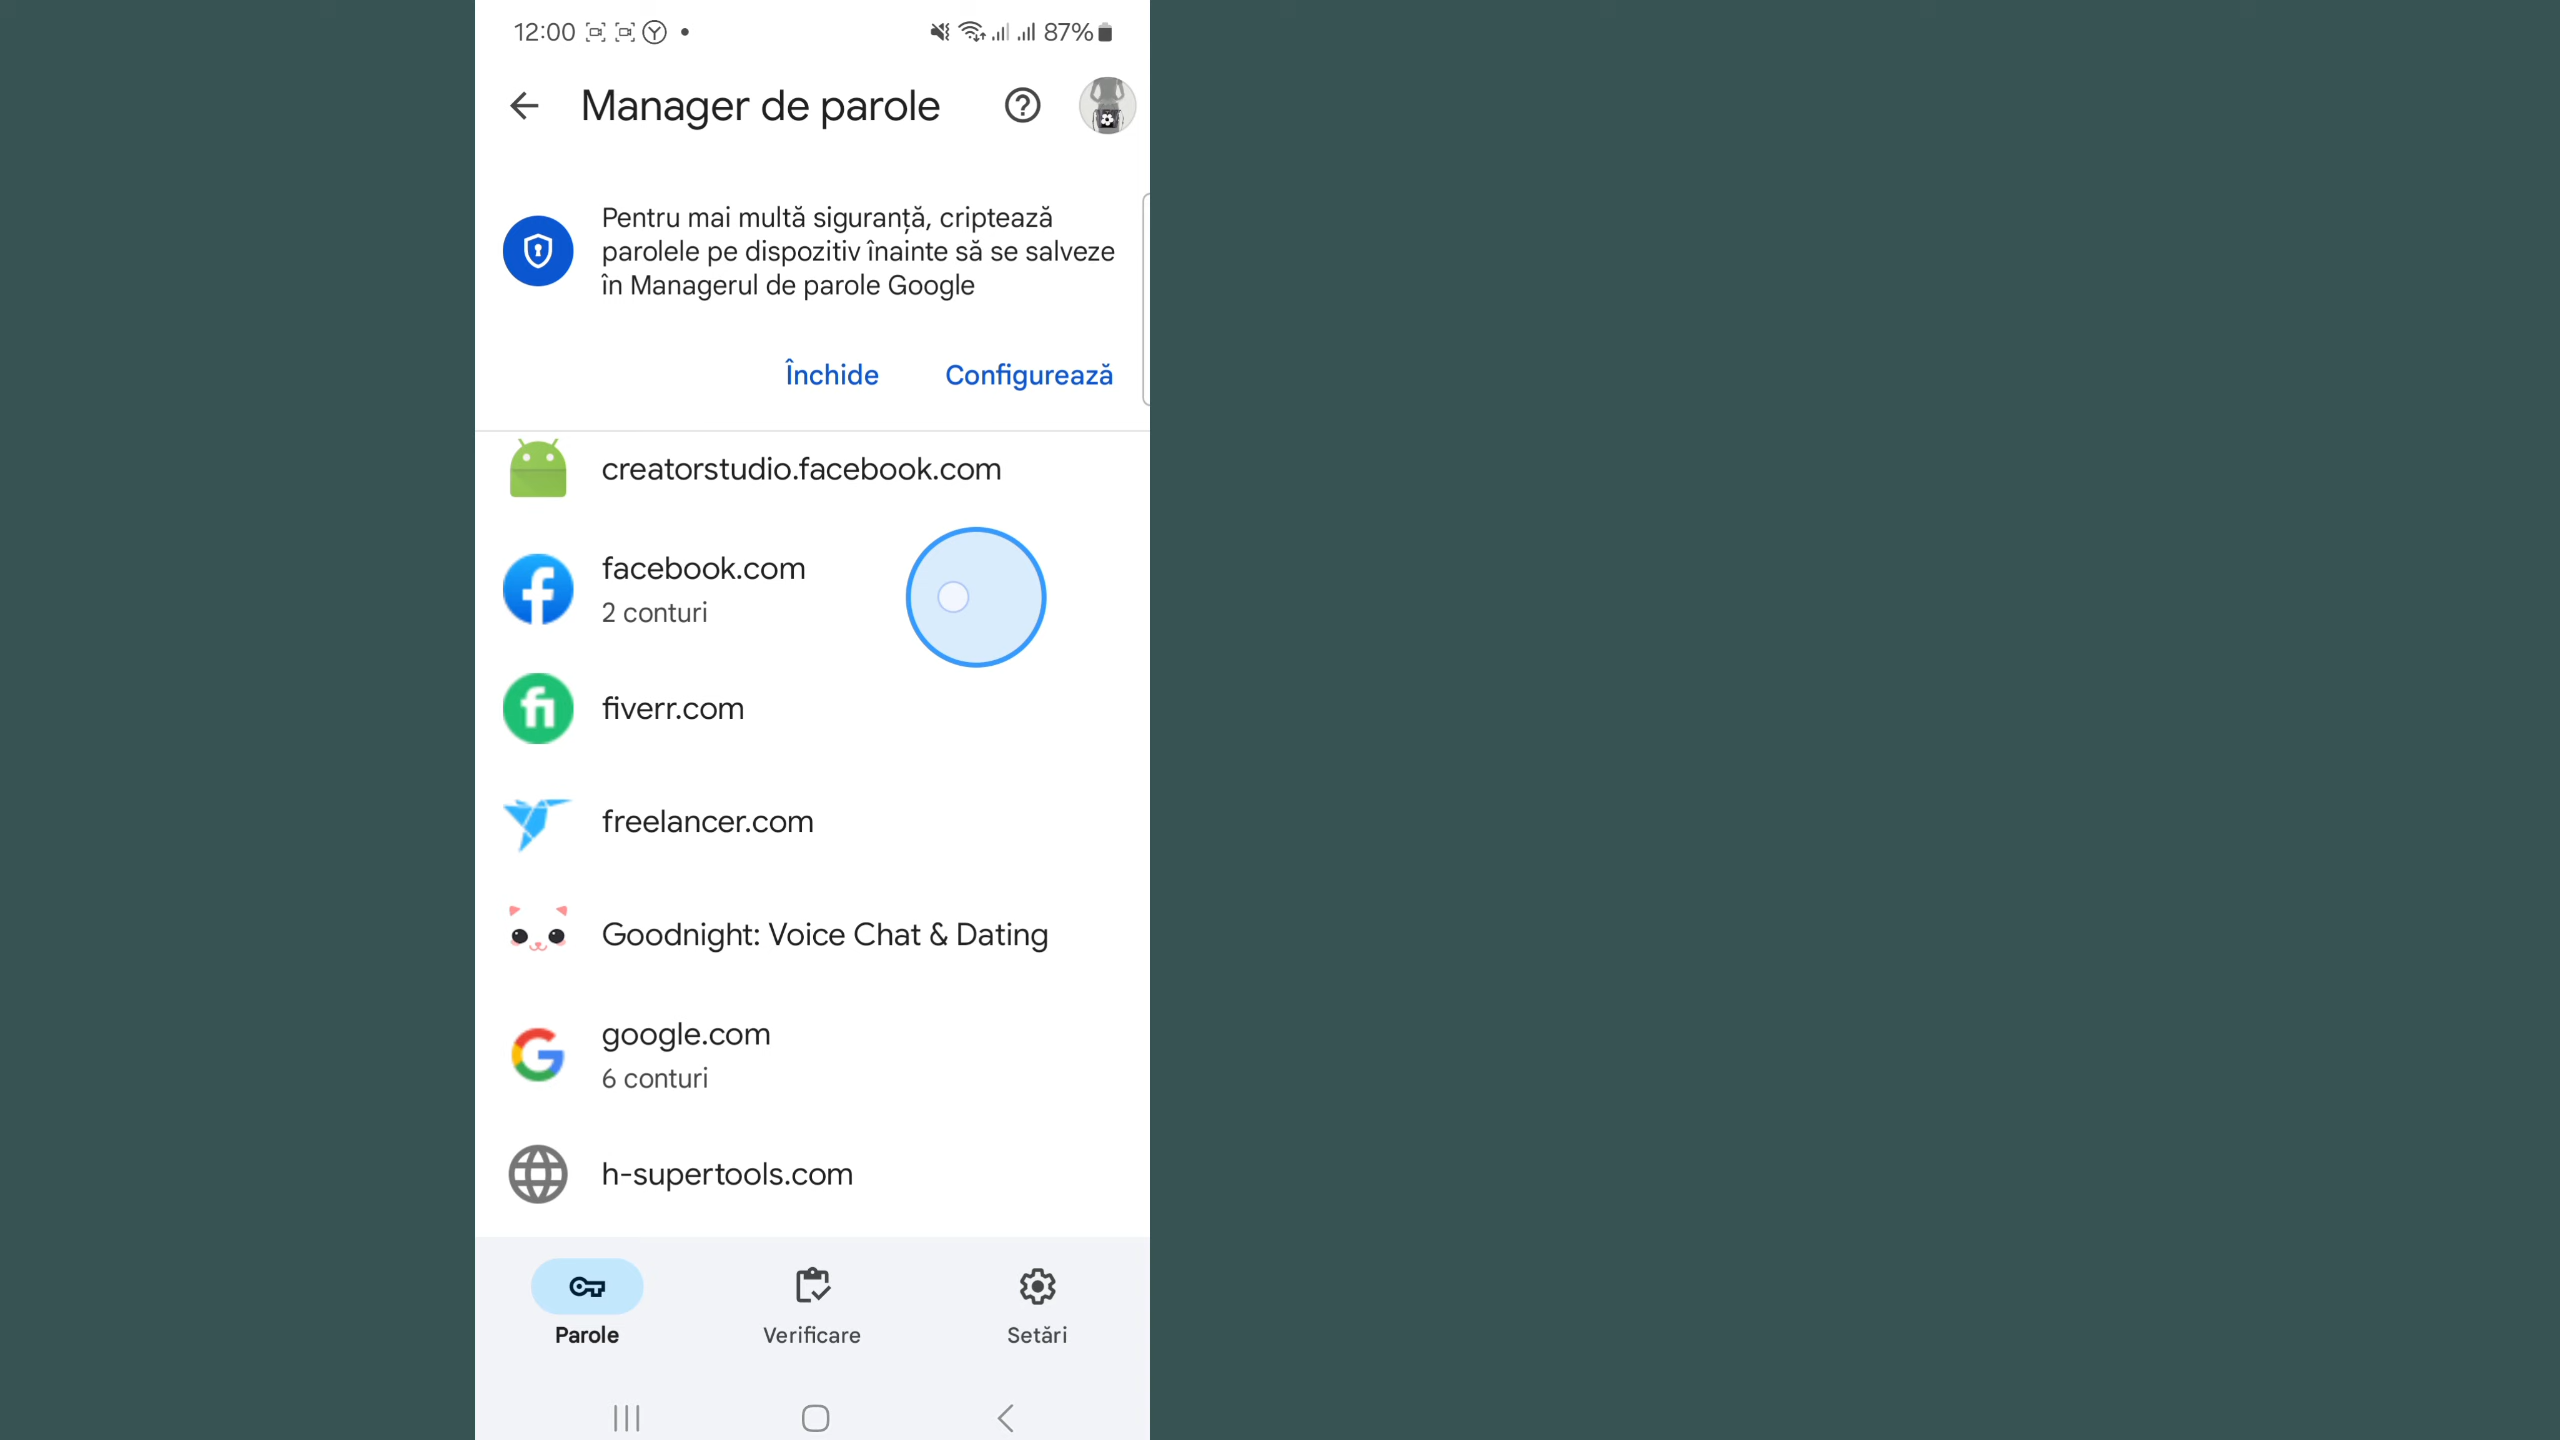 12:00
87%
Manager de parole
Pentru mai multă siguranță, criptează
parolele pe dispozitiv înainte să se salveze
în Managerul de parole Google
Închide
Configurează
creatorstudio.facebook.com
facebook.com
2 conturi
fiverr.com
freelancer.com
Goodnight: Voice Chat & Dating
google.com
6 conturi
h-supertools.com
Parole
Verificare
Setări